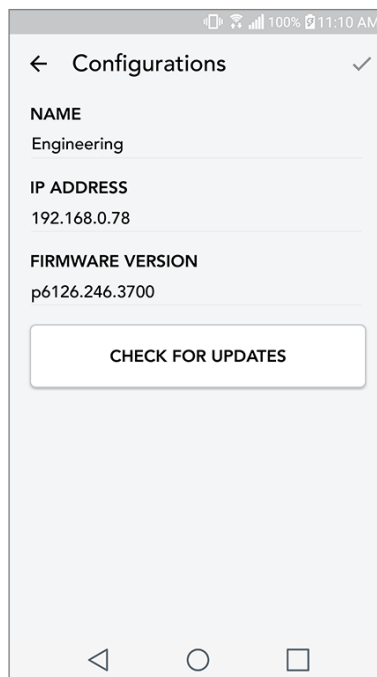 100% 11:10 AM
Configurations
NAME
Engineering
IP ADDRESS
192.168.0.78
FIRMWARE VERSION
p6126.246.3700
CHECK FOR UPDATES